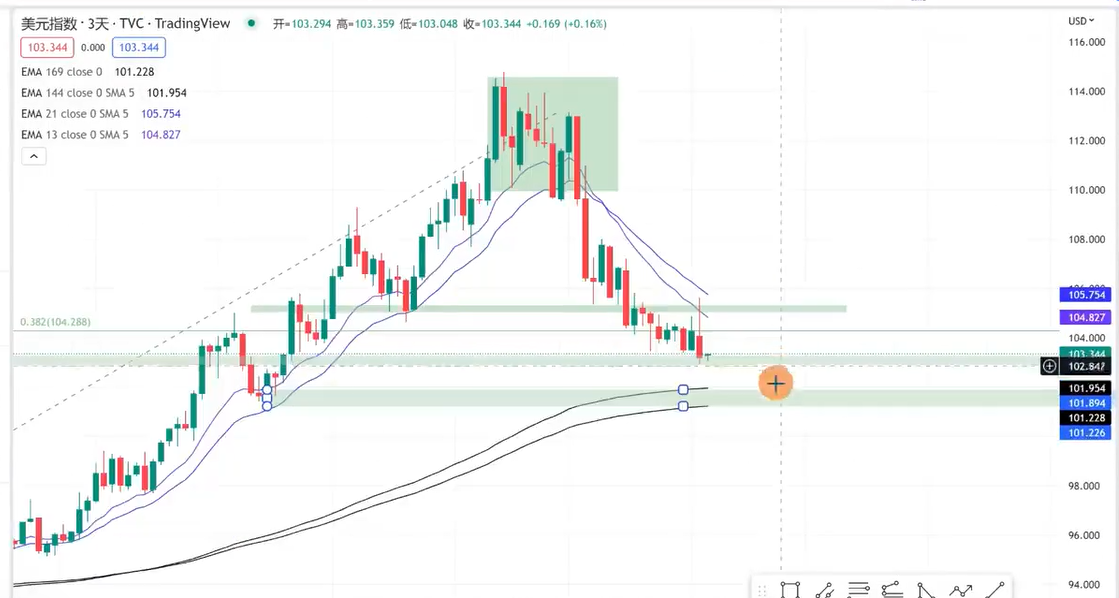 美元指数 · 3天 · TVC · TradingView 开=103.294 高=103.359 低=103.048 收=103.344 +0.169 (+0.16%)
USD
103.344 0.000 103.344
116.000
EMA 169 close 0 101.228
EMA 144 close 0 SMA 5 101.954
114.000
EMA 21 close 0 SMA 5 105.754
EMA 13 close 0 SMA 5 104.827
112.000
110.000
108.000
105.754
104.827
0.382(104.288)
104.000
103.344
102.847
101.954
101.894
101.228
101.226
98.000
96.000
94.000